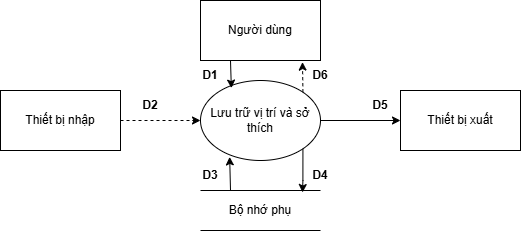 Người dùng
D1
D6
Thiết bị nhập
D2
Lưu trữ vị trí và sở
thích
D5
Thiết bị xuất
D3
D4
Bộ nhớ phụ